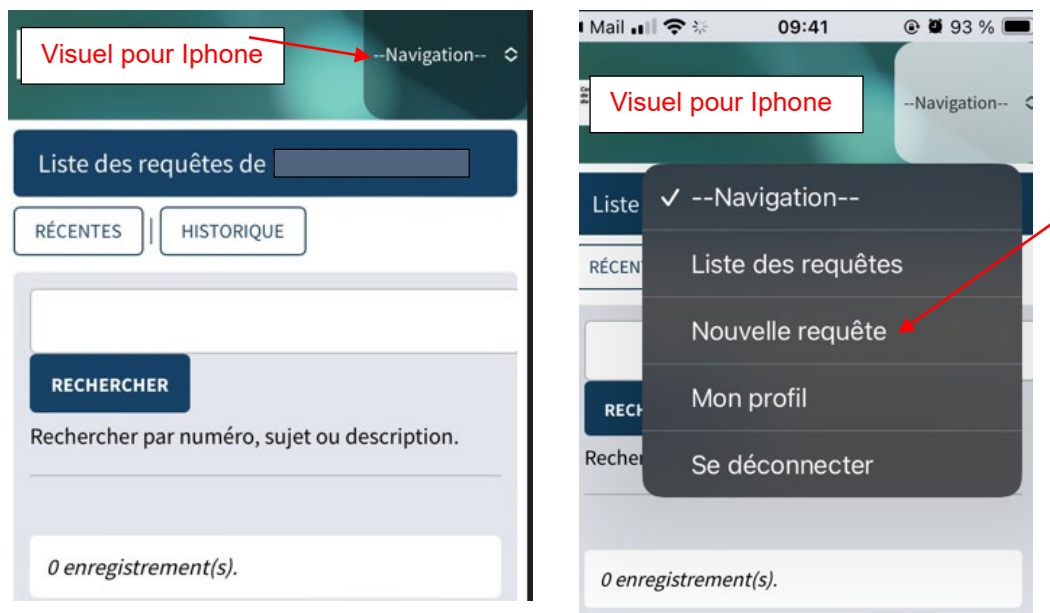 Visuel pour Iphone
--Navigation--
Liste des requêtes de
RÉCENTES | HISTORIQUE
RECHERCHER
Rechercher par numéro, sujet ou description.
0 enregistrement(s).
Mail 09:41 93 %
Visuel pour Iphone
--Navigation--
Liste
✓ --Navigation--
RÉCEN
Liste des requêtes
Nouvelle requête
RECH
Mon profil
Recher
Se déconnecter
0 enregistrement(s).